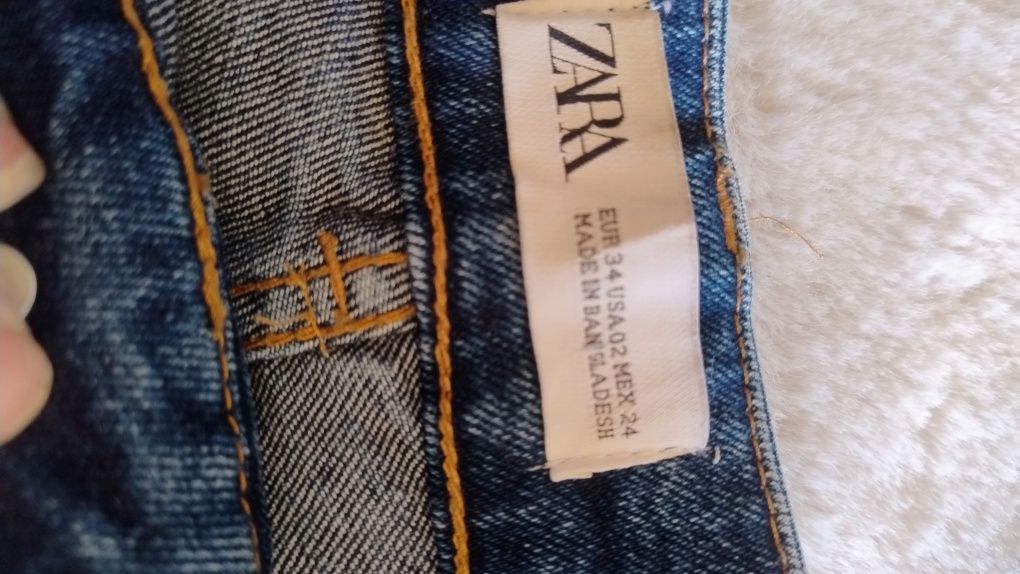 ZARA
EUR 34 USA 02 MEX 24
MADE IN BANGLADESH